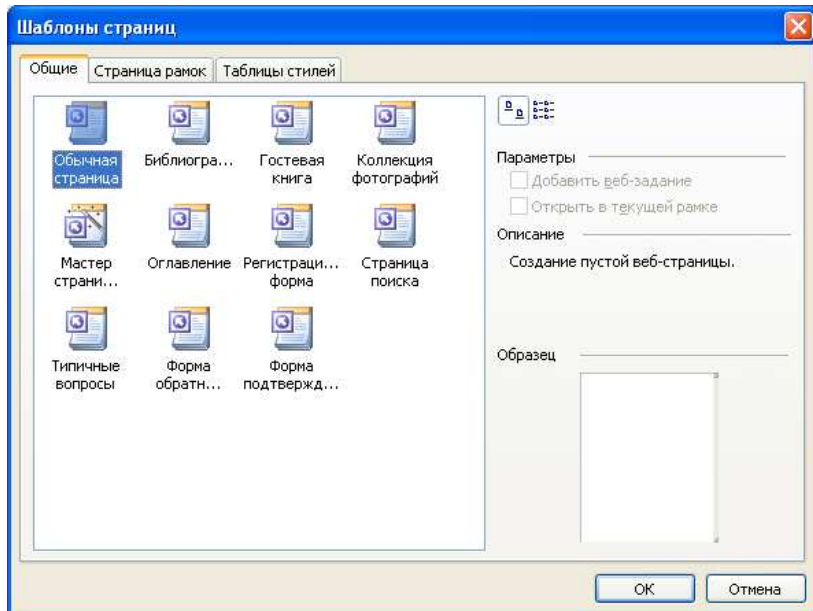 Шаблоны страниц
Общие
Страница рамок
Таблицы стилей
Обычная
страница
Библиогра...
Гостевая
книга
Коллекция
фотографий
Мастер
страни...
Оглавление
Регистраци...
форма
Страница
поиска
Типичные
вопросы
Форма
обратн...
Форма
подтвержд...
Параметры
Добавить веб-задание
Открыть в текущей рамке
Описание
Создание пустой веб-страницы.
Образец
ОК
Отмена